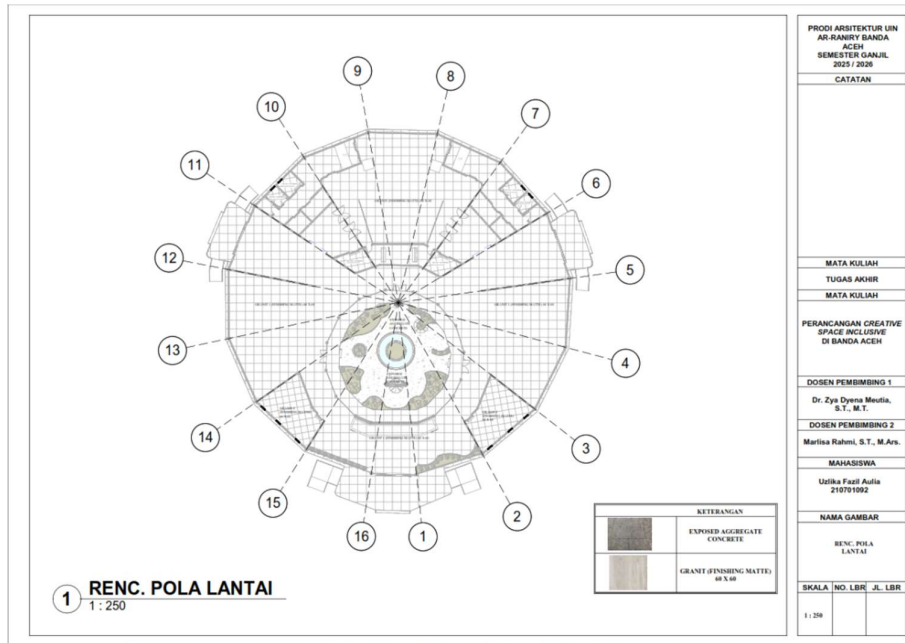 9
8
10
7
11
6
12
5
13
4
14
3
15
2
16
1
1 RENC. POLA LANTAI
1 : 250
KETERANGAN
EXPOSED AGGREGATE
CONCRETE
GRANIT (FINISHING MATTE)
60 X 60
PRODI ARSITEKTUR UIN
AR-RANIRY BANDA
ACEH
SEMESTER GANJIL
2025 / 2026
CATATAN
MATA KULIAH
TUGAS AKHIR
MATA KULIAH
PERANCANGAN CREATIVE
SPACE INCLUSIVE
DI BANDA ACEH
DOSEN PEMBIMBING 1
Dr. Zya Dyena Meutia,
S.T., M.T.
DOSEN PEMBIMBING 2
Marlisa Rahmi, S.T., M.Ars.
MAHASISWA
Uzlika Fazil Aulia
210701092
NAMA GAMBAR
RENC. POLA
LANTAI
SKALA NO. LBR JL. LBR
1 : 250